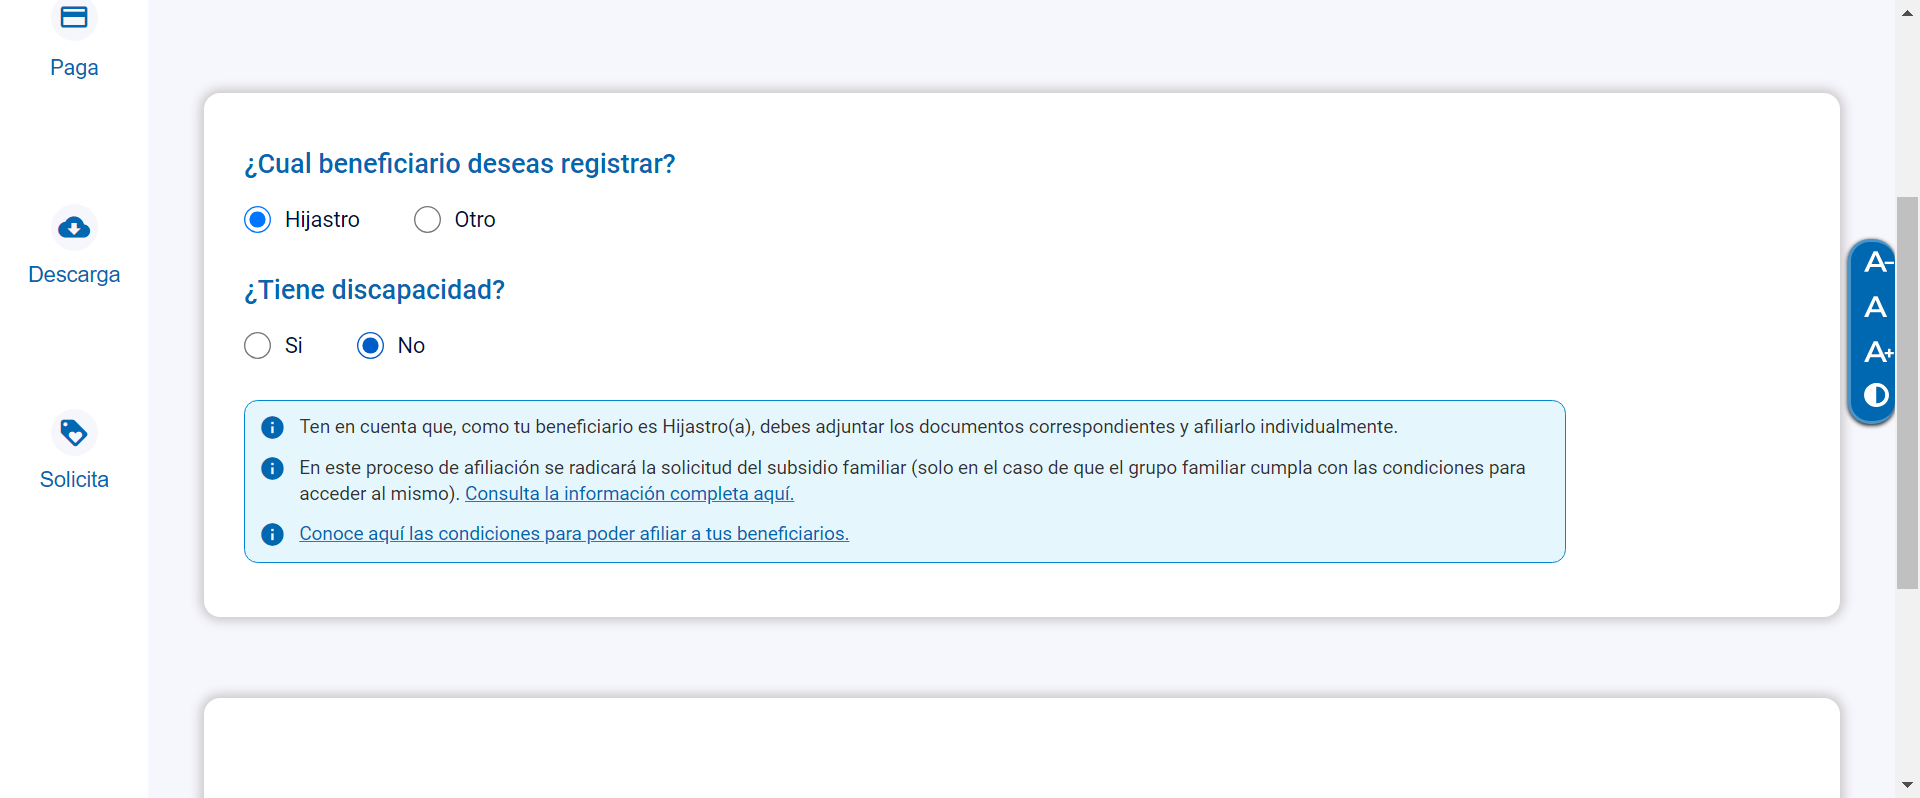 Paga
Descarga
Solicita
¿Cual beneficiario deseas registrar?
Hijastro Otro
¿Tiene discapacidad?
Si No
Ten en cuenta que, como tu beneficiario es Hijastro(a), debes adjuntar los documentos correspondientes y afiliarlo individualmente.
En este proceso de afiliación se radicará la solicitud del subsidio familiar (solo en el caso de que el grupo familiar cumpla con las condiciones para
acceder al mismo). Consulta la información completa aquí.
Conoce aquí las condiciones para poder afiliar a tus beneficiarios.
A-
A
A+